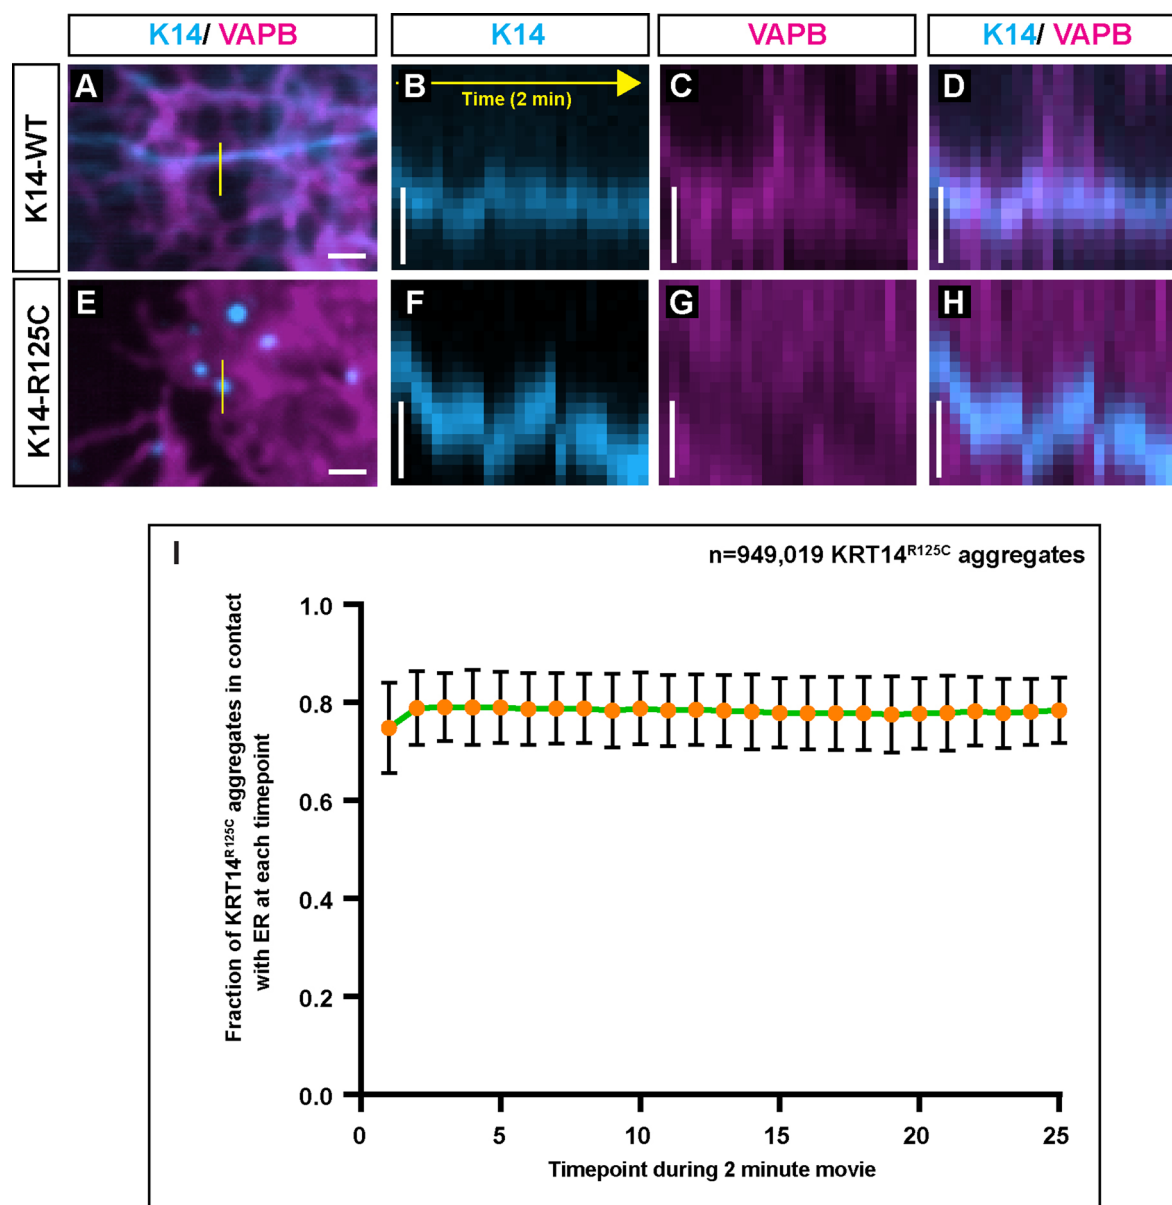 K14/ VAPB
K14
VAPB
K14/ VAPB
K14-WT
A
B
Time (2 min)
C
D
K14-R125C
E
F
G
H
I
n=949,019 KRT14R125C aggregates
Fraction of KRT14R125C aggregates in contact
with ER at each timepoint
1.0
0.8
0.6
0.4
0.2
0.0
0
5
10
15
20
25
Timepoint during 2 minute movie